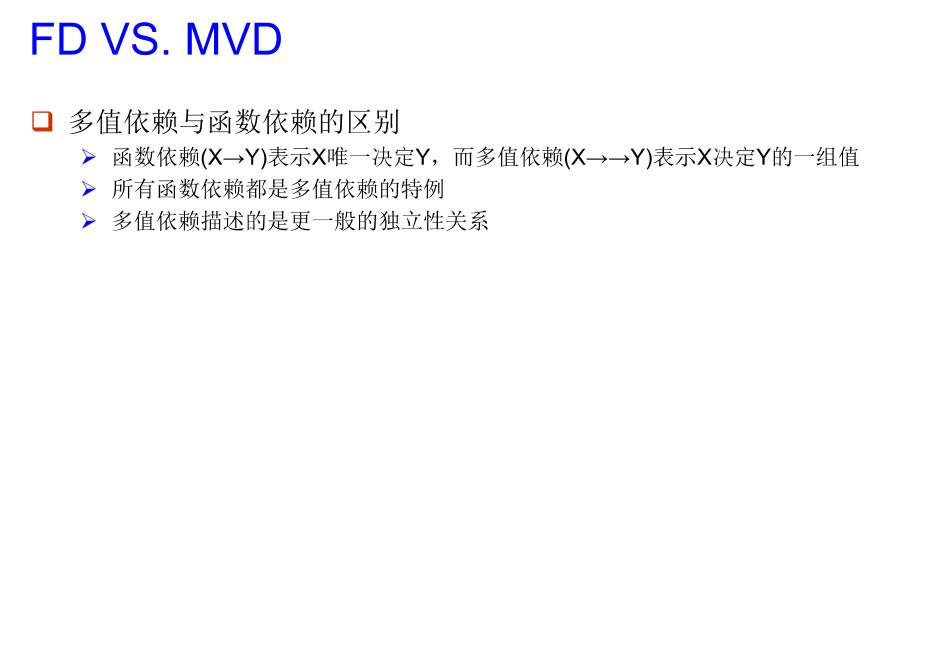 FD VS. MVD
多值依赖与函数依赖的区别
函数依赖(X→Y)表示X唯一决定Y，而多值依赖(X→→Y)表示X决定Y的一组值
所有函数依赖都是多值依赖的特例
多值依赖描述的是更一般的独立性关系